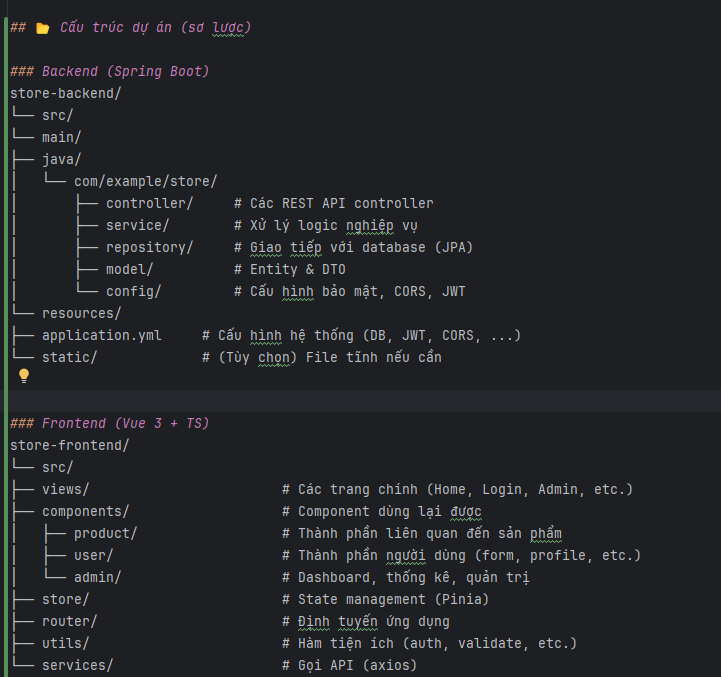 ## 📂 Cấu trúc dự án (sơ lược)
### Backend (Spring Boot)
store-backend/
└── src/
└── main/
├── java/
│   └── com/example/store/
│       ├── controller/     # Các REST API controller
│       ├── service/        # Xử lý logic nghiệp vụ
│       ├── repository/     # Giao tiếp với database (JPA)
│       ├── model/          # Entity & DTO
│       └── config/         # Cấu hình bảo mật, CORS, JWT
└── resources/
├── application.yml     # Cấu hình hệ thống (DB, JWT, CORS, ...)
└── static/             # (Tùy chọn) File tĩnh nếu cần
### Frontend (Vue 3 + TS)
store-frontend/
└── src/
├── views/                        # Các trang chính (Home, Login, Admin, etc.)
├── components/                   # Component dùng lại được
│   ├── product/                  # Thành phần liên quan đến sản phẩm
│   ├── user/                     # Thành phần người dùng (form, profile, etc.)
│   └── admin/                    # Dashboard, thống kê, quản trị
├── store/                        # State management (Pinia)
├── router/                       # Định tuyến ứng dụng
├── utils/                        # Hàm tiện ích (auth, validate, etc.)
└── services/                     # Gọi API (axios)